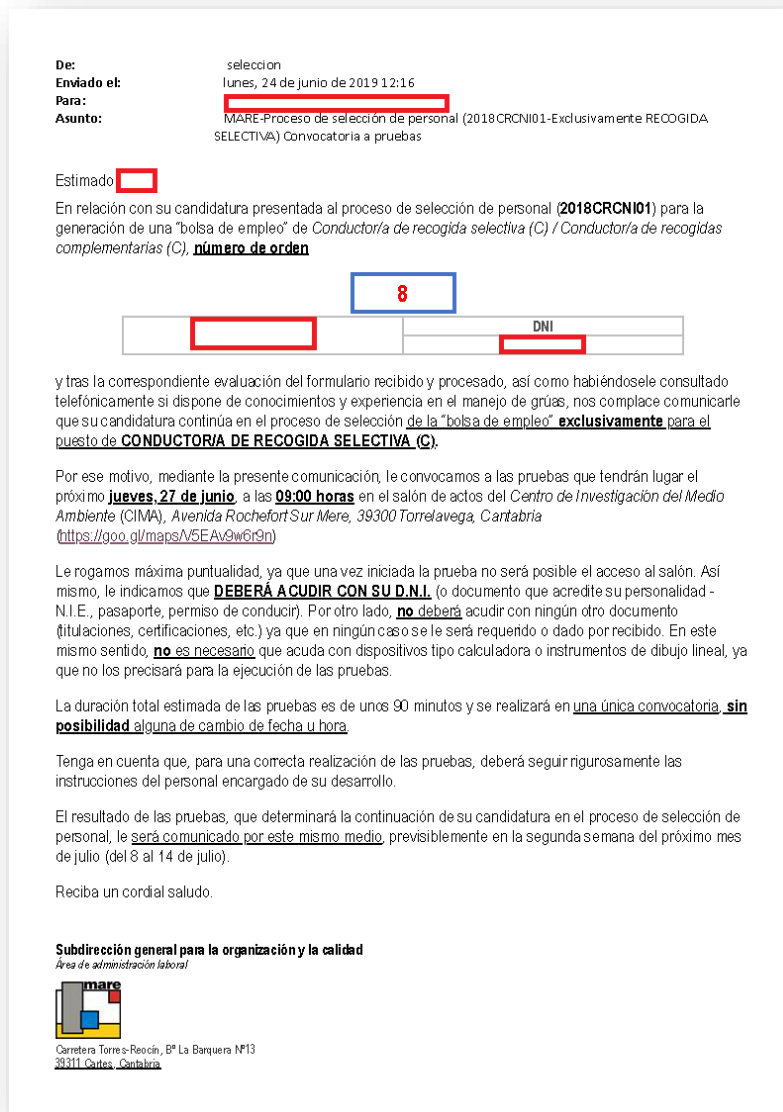 De: seleccion
Enviado el: lunes, 24 de junio de 2019 12:16
Para:
Asunto: MARE-Proceso de selección de personal (2018CRCNI01-Exclusivamente RECOGIDA
SELECTIVA) Convocatoria a pruebas
Estimado
En relación con su candidatura presentada al proceso de selección de personal (2018CRCNI01) para la
generación de una "bolsa de empleo" de Conductor/a de recogida selectiva (C) / Conductor/a de recogidas
complementarias (C), número de orden
8
DNI
y tras la correspondiente evaluación del formulario recibido y procesado, así como habiéndosele consultado
telefónicamente si dispone de conocimientos y experiencia en el manejo de grúas, nos complace comunicarle
que su candidatura continúa en el proceso de selección de la "bolsa de empleo" exclusivamente para el
puesto de CONDUCTOR/A DE RECOGIDA SELECTIVA (C).
Por ese motivo, mediante la presente comunicación, le convocamos a las pruebas que tendrán lugar el
próximo jueves, 27 de junio, a las 09:00 horas en el salón de actos del Centro de Investigación del Medio
Ambiente (CIMA), Avenida Rochefort Sur Mere, 39300 Torrelavega, Cantabria
(https://goo.gl/maps/V5EAv9w6r9n)
Le rogamos máxima puntualidad, ya que una vez iniciada la prueba no será posible el acceso al salón. Así
mismo, le indicamos que DEBERÁ ACUDIR CON SU D.N.I. (o documento que acredite su personalidad -
N.I.E., pasaporte, permiso de conducir). Por otro lado, no deberá acudir con ningún otro documento
(titulaciones, certificaciones, etc.) ya que en ningún caso se le será requerido o dado por recibido. En este
mismo sentido, no es necesario que acuda con dispositivos tipo calculadora o instrumentos de dibujo lineal, ya
que no los precisará para la ejecución de las pruebas.
La duración total estimada de las pruebas es de unos 90 minutos y se realizará en una única convocatoria, sin
posibilidad alguna de cambio de fecha u hora.
Tenga en cuenta que, para una correcta realización de las pruebas, deberá seguir rigurosamente las
instrucciones del personal encargado de su desarrollo.
El resultado de las pruebas, que determinará la continuación de su candidatura en el proceso de selección de
personal, le será comunicado por este mismo medio, previsiblemente en la segunda semana del próximo mes
de julio (del 8 al 14 de julio).
Reciba un cordial saludo.
Subdirección general para la organización y la calidad
Área de administración laboral
mare
Carretera Torres-Reocín, Bº La Barquera Nº13
39311 Cartes, Cantabria